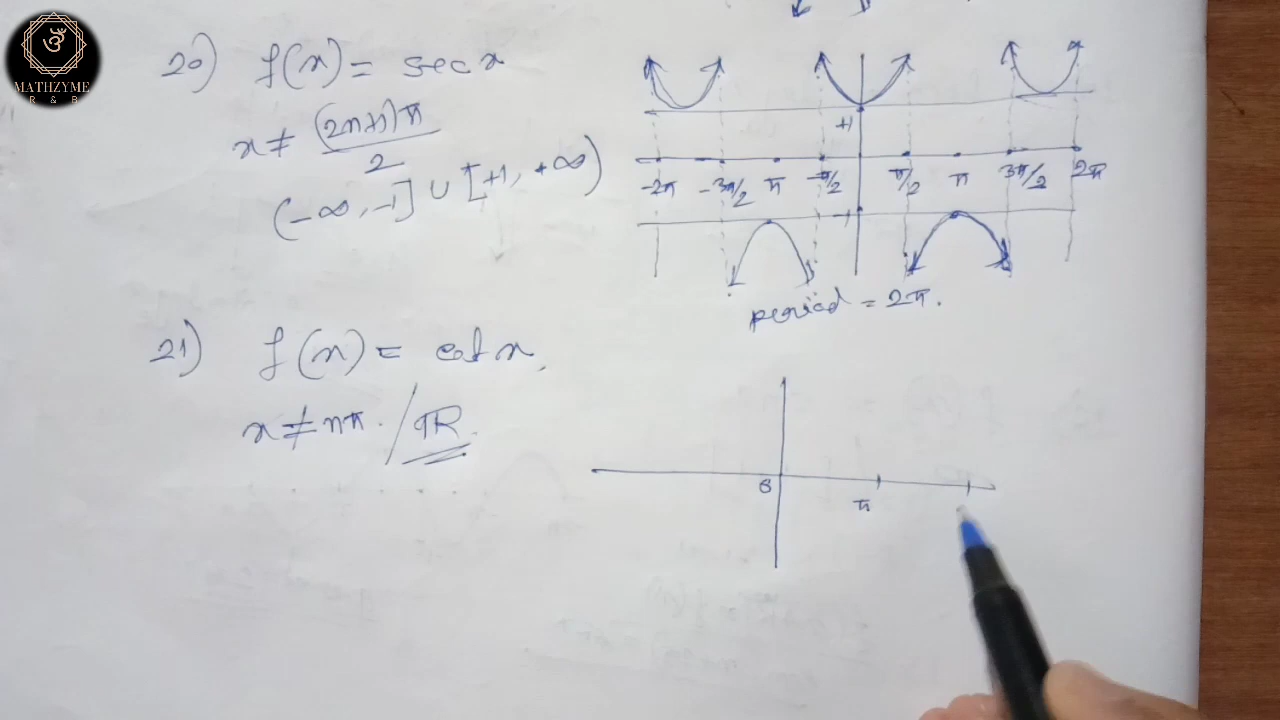 ॐ
MATHZYME
R & B
20) f(x) = sec x
x ≠ (2n+1)π / 2
(-∞, -1] ∪ [+1, +∞)
+1
-2π -3π/2 π -π/2 π/2 π 3π/2 2π
-1
period = 2π.
21) f(x) = cot x,
x ≠ nπ. / ℝ.
0 π